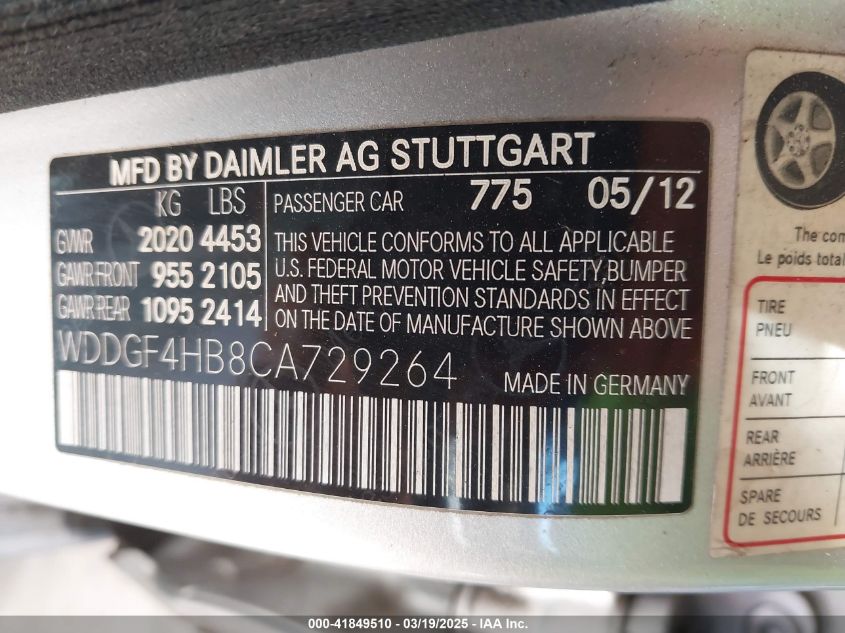 MFD BY DAIMLER AG STUTTGART
KG LBS
GVWR 2020 4453
GAWR FRONT 955 2105
GAWR REAR 1095 2414
PASSENGER CAR 775 05/12
THIS VEHICLE CONFORMS TO ALL APPLICABLE
U.S. FEDERAL MOTOR VEHICLE SAFETY,BUMPER
AND THEFT PREVENTION STANDARDS IN EFFECT
ON THE DATE OF MANUFACTURE SHOWN ABOVE
WDDGF4HB8CA729264
MADE IN GERMANY
The
Le poids total
TIRE
PNEU
FRONT
AVANT
REAR
ARRIÈRE
SPARE
DE SECOURS
000-41849510 - 03/19/2025 - IAA Inc.